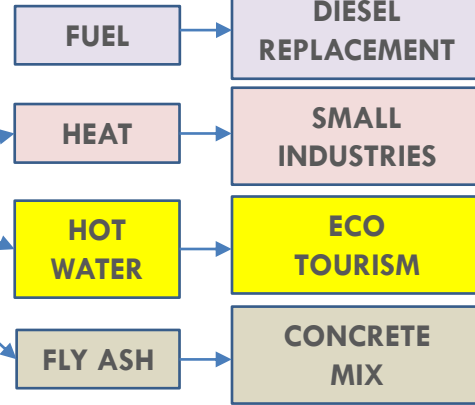 FUEL
DIESEL
REPLACEMENT
HEAT
SMALL
INDUSTRIES
HOT
WATER
ECO
TOURISM
FLY ASH
CONCRETE
MIX